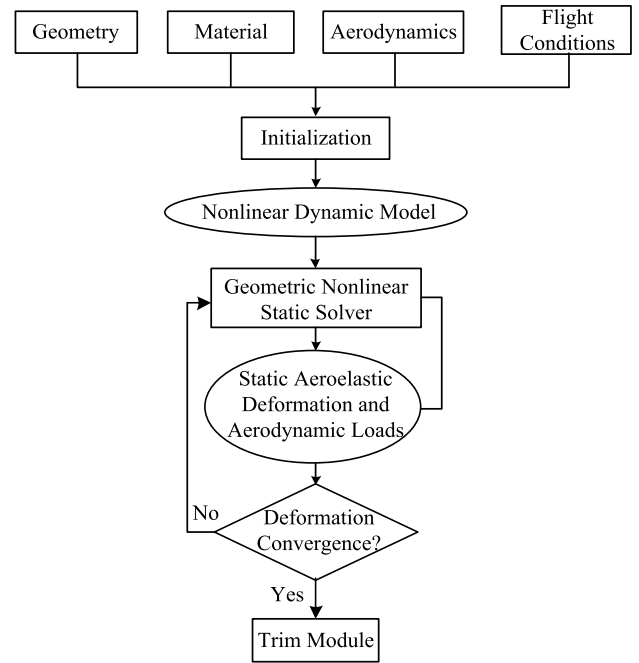 Geometry
Material
Aerodynamics
Flight
Conditions
Initialization
Nonlinear Dynamic Model
Geometric Nonlinear
Static Solver
Static Aeroelastic
Deformation and
Aerodynamic Loads
No
Deformation
Convergence?
Yes
Trim Module